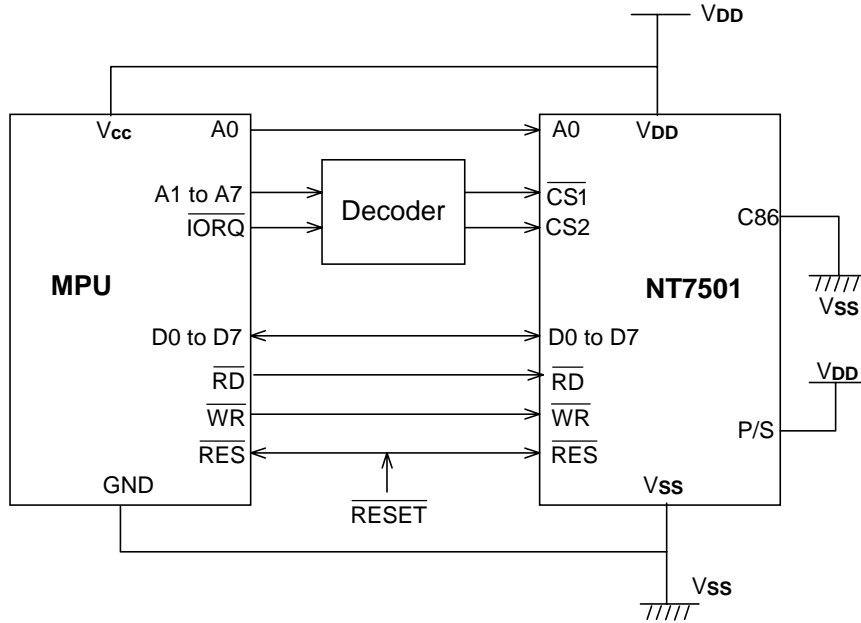 VDD
Vcc
A0
A0
VDD
A1 to A7
Decoder
CS1
C86
IORQ
CS2
MPU
NT7501
VSS
D0 to D7
D0 to D7
VDD
RD
RD
WR
WR
P/S
RES
RES
GND
RESET
VSS
VSS